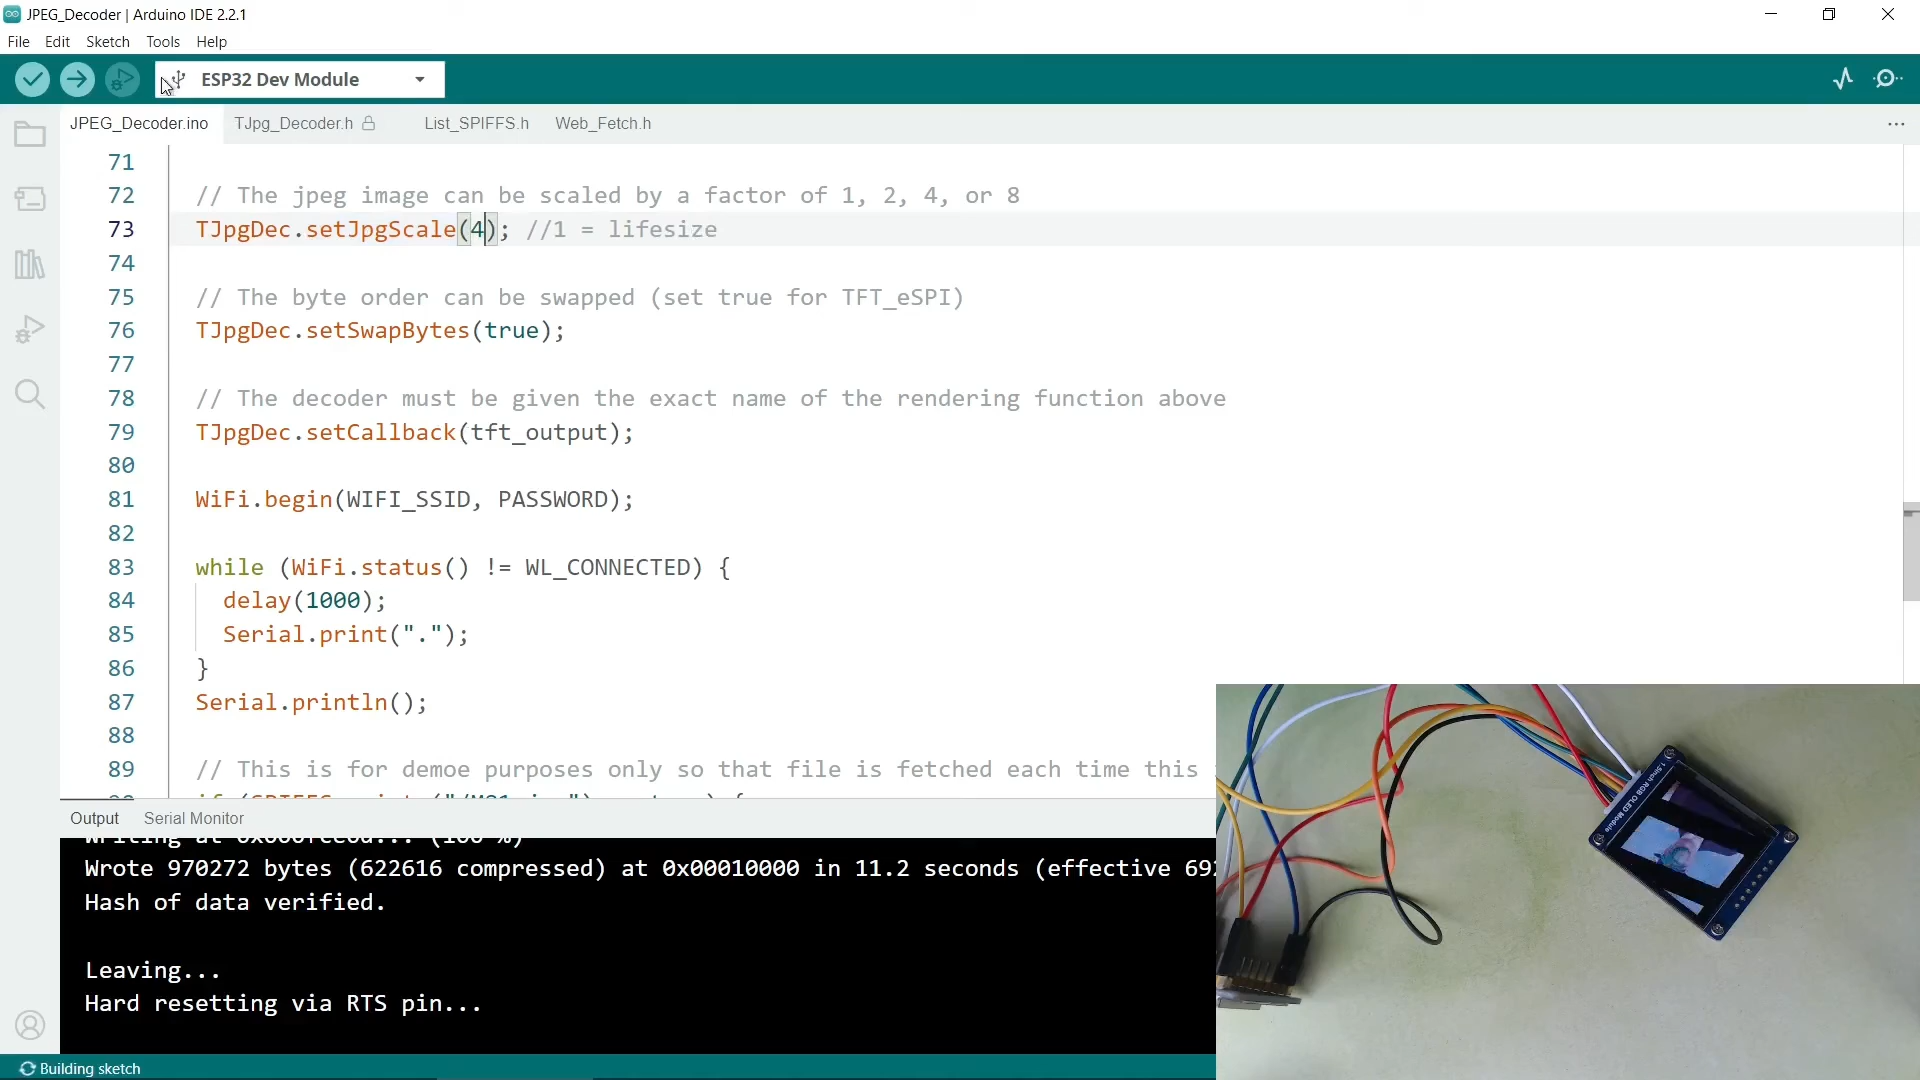 JPEG_Decoder | Arduino IDE 2.2.1
File Edit Sketch Tools Help
ESP32 Dev Module
JPEG_Decoder.ino TJpg_Decoder.h List_SPIFFS.h Web_Fetch.h ...
71
72 // The jpeg image can be scaled by a factor of 1, 2, 4, or 8
73 TJpgDec.setJpgScale(4); //1 = lifesize
74
75 // The byte order can be swapped (set true for TFT_eSPI)
76 TJpgDec.setSwapBytes(true);
77
78 // The decoder must be given the exact name of the rendering function above
79 TJpgDec.setCallback(tft_output);
80
81 WiFi.begin(WIFI_SSID, PASSWORD);
82
83 while (WiFi.status() != WL_CONNECTED) {
84 delay(1000);
85 Serial.print(".");
86 }
87 Serial.println();
88
89 // This is for demoe purposes only so that file is fetched each time this
Output Serial Monitor
Wrote 970272 bytes (622616 compressed) at 0x00010000 in 11.2 seconds (effective 692
Hash of data verified.
Leaving...
Hard resetting via RTS pin...
1.5inch RGB OLED Module
Building sketch